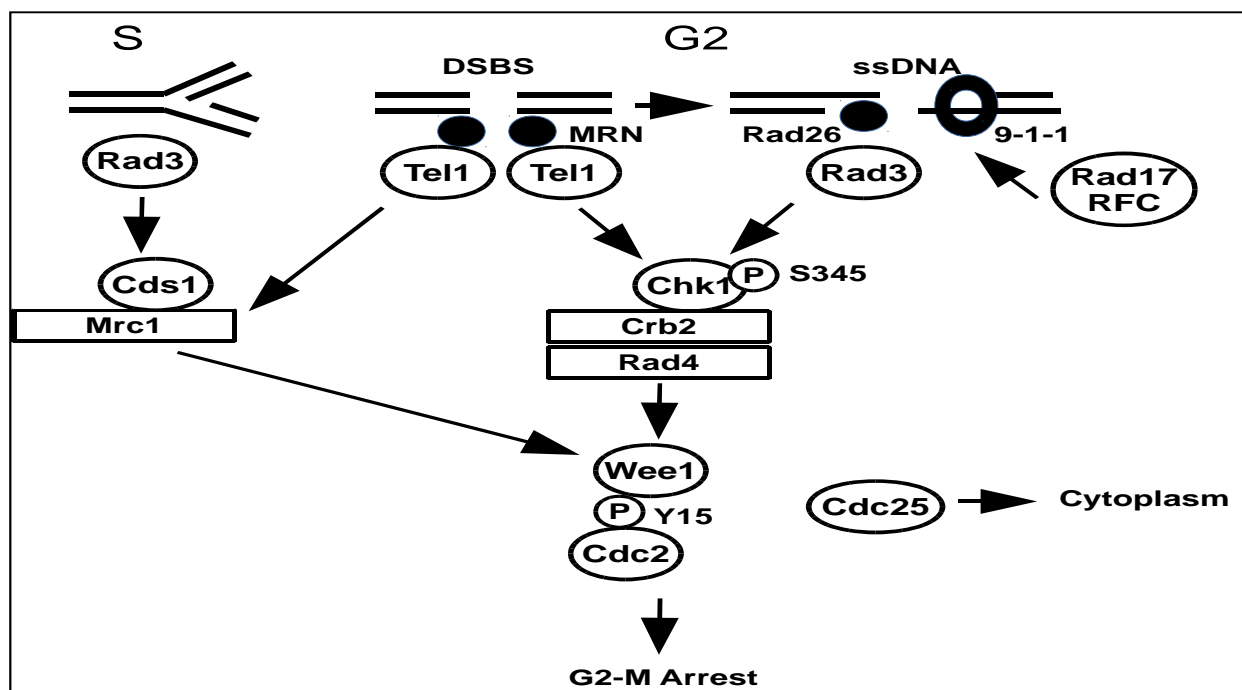 S
G2
DSBS
ssDNA
MRN
Rad26
9-1-1
Rad3
Tel1
Tel1
Rad3
Rad17
RFC
Cds1
Chk1
P
S345
Mrc1
Crb2
Rad4
Wee1
P
Y15
Cdc2
Cdc25
Cytoplasm
G2-M Arrest